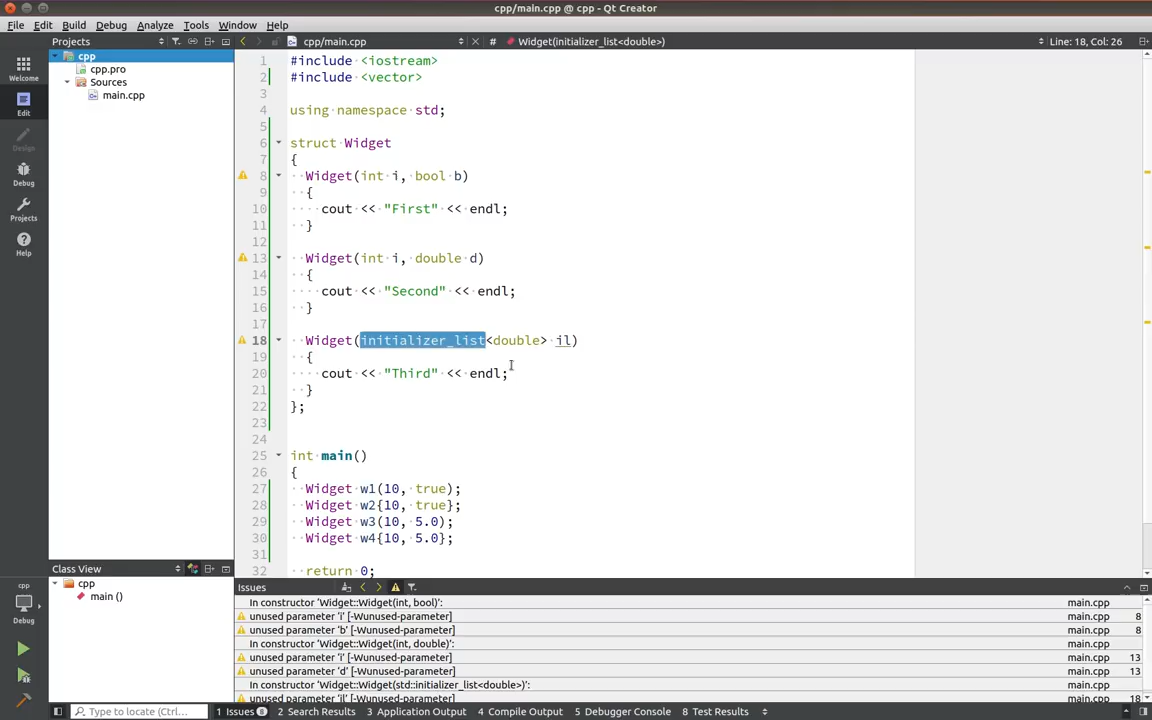 cpp/main.cpp @ cpp - Qt Creator
File Edit Build Debug Analyze Tools Window Help
Projects cpp/main.cpp # Widget(initializer_list<double>) Line: 18, Col: 26
Welcome
Edit
Design
Debug
Projects
Help
cpp
cpp.pro
Sources
main.cpp
1 #include <iostream>
2 #include <vector>
3
4 using namespace std;
5
6 struct Widget
7 {
8 Widget(int i, bool b)
9 {
10 cout << "First" << endl;
11 }
12
13 Widget(int i, double d)
14 {
15 cout << "Second" << endl;
16 }
17
18 Widget(initializer_list<double> il)
19 {
20 cout << "Third" << endl;
21 }
22 };
23
24
25 int main()
26 {
27 Widget w1(10, true);
28 Widget w2{10, true};
29 Widget w3(10, 5.0);
30 Widget w4{10, 5.0};
31
32 return 0;
Class View
cpp
main ()
cpp
Debug
Issues
In constructor 'Widget::Widget(int, bool)': main.cpp
unused parameter 'i' [-Wunused-parameter] main.cpp 8
unused parameter 'b' [-Wunused-parameter] main.cpp 8
In constructor 'Widget::Widget(int, double)': main.cpp
unused parameter 'i' [-Wunused-parameter] main.cpp 13
unused parameter 'd' [-Wunused-parameter] main.cpp 13
In constructor 'Widget::Widget(std::initializer_list<double>)': main.cpp
unused parameter 'il' [-Wunused-parameter] main.cpp 18
Type to locate (Ctrl... 1 Issues 8 2 Search Results 3 Application Output 4 Compile Output 5 Debugger Console 8 Test Results